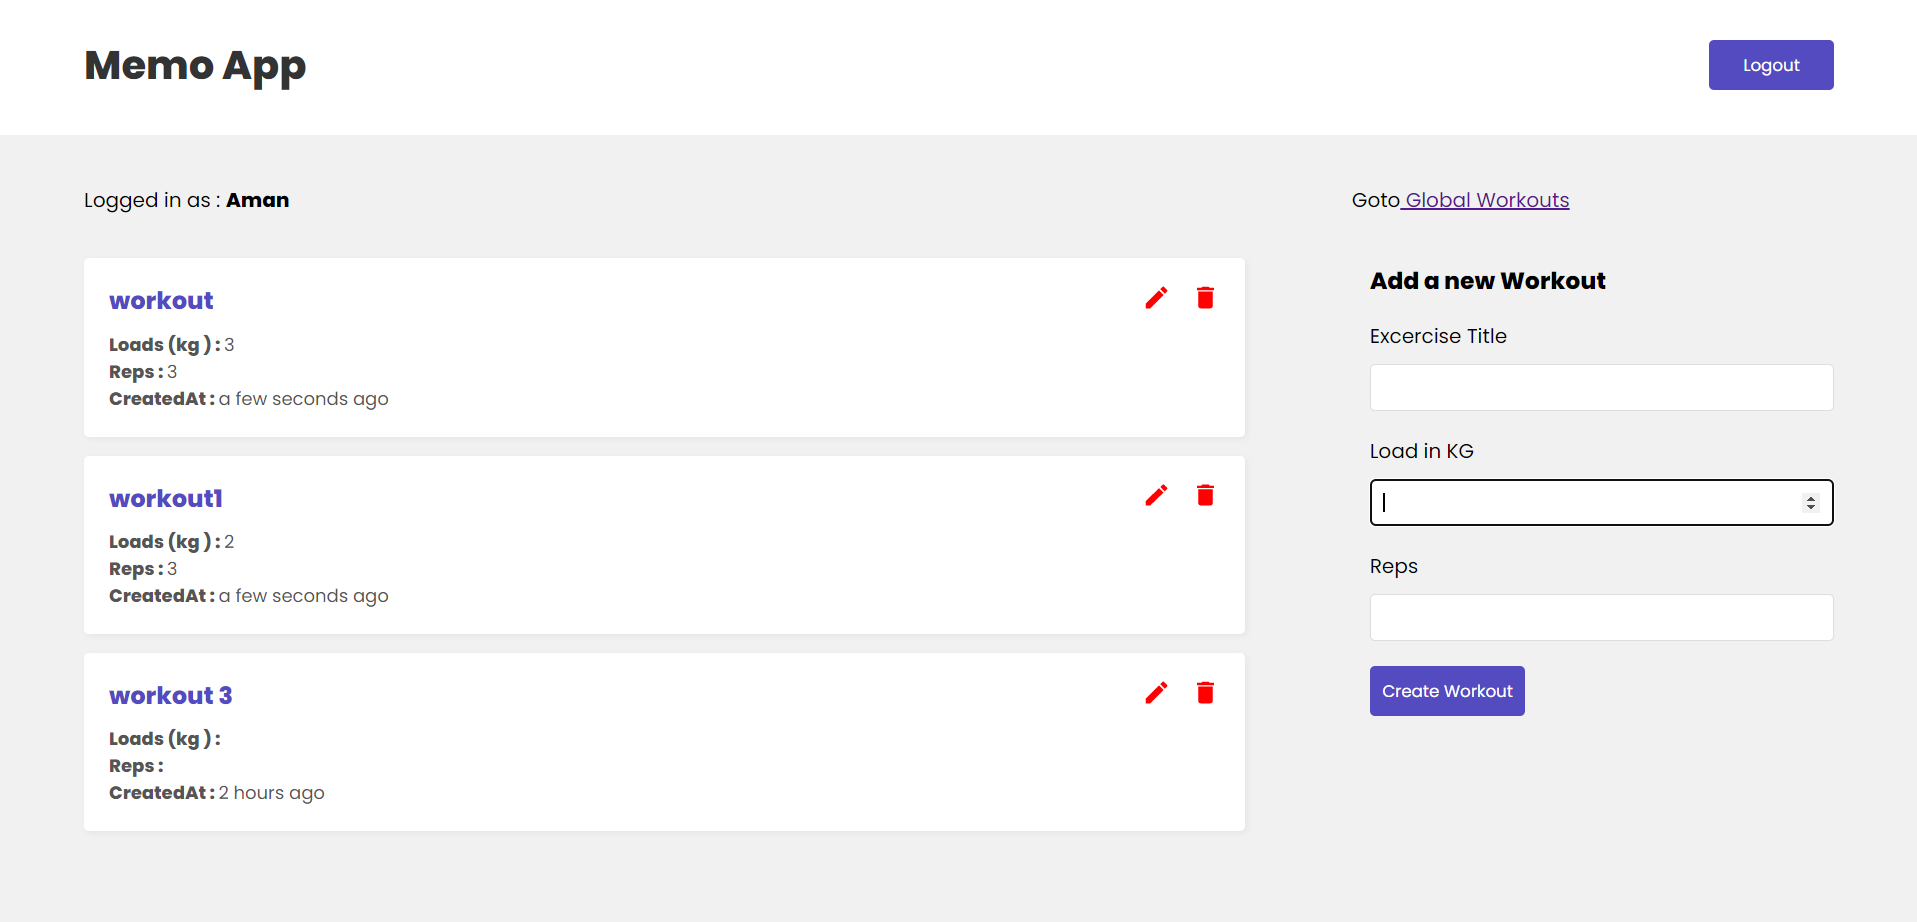 Memo App
Logout
Logged in as : Aman
Goto Global Workouts
workout
Loads (kg ) : 3
Reps : 3
CreatedAt : a few seconds ago
workout1
Loads (kg ) : 2
Reps : 3
CreatedAt : a few seconds ago
workout 3
Loads (kg ) :
Reps :
CreatedAt : 2 hours ago
Add a new Workout
Excercise Title
Load in KG
Reps
Create Workout